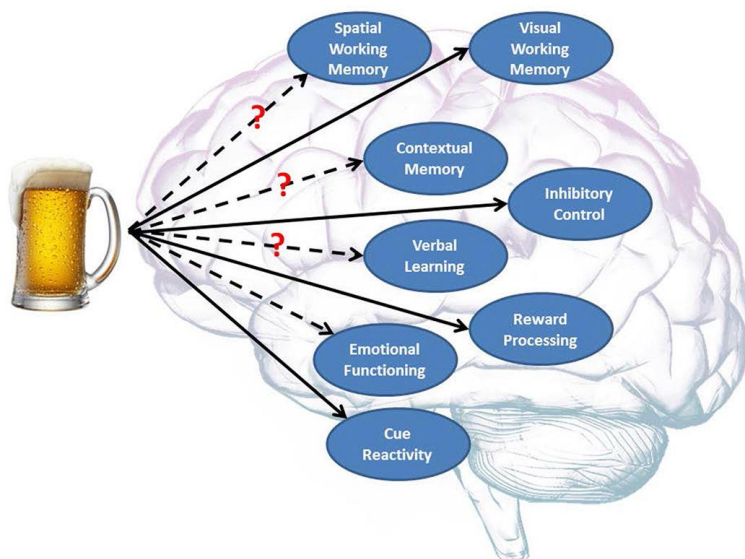 Spatial
Working
Memory
Visual
Working
Memory
?
Contextual
Memory
?
Inhibitory
Control
?
Verbal
Learning
Reward
Processing
Emotional
Functioning
Cue
Reactivity